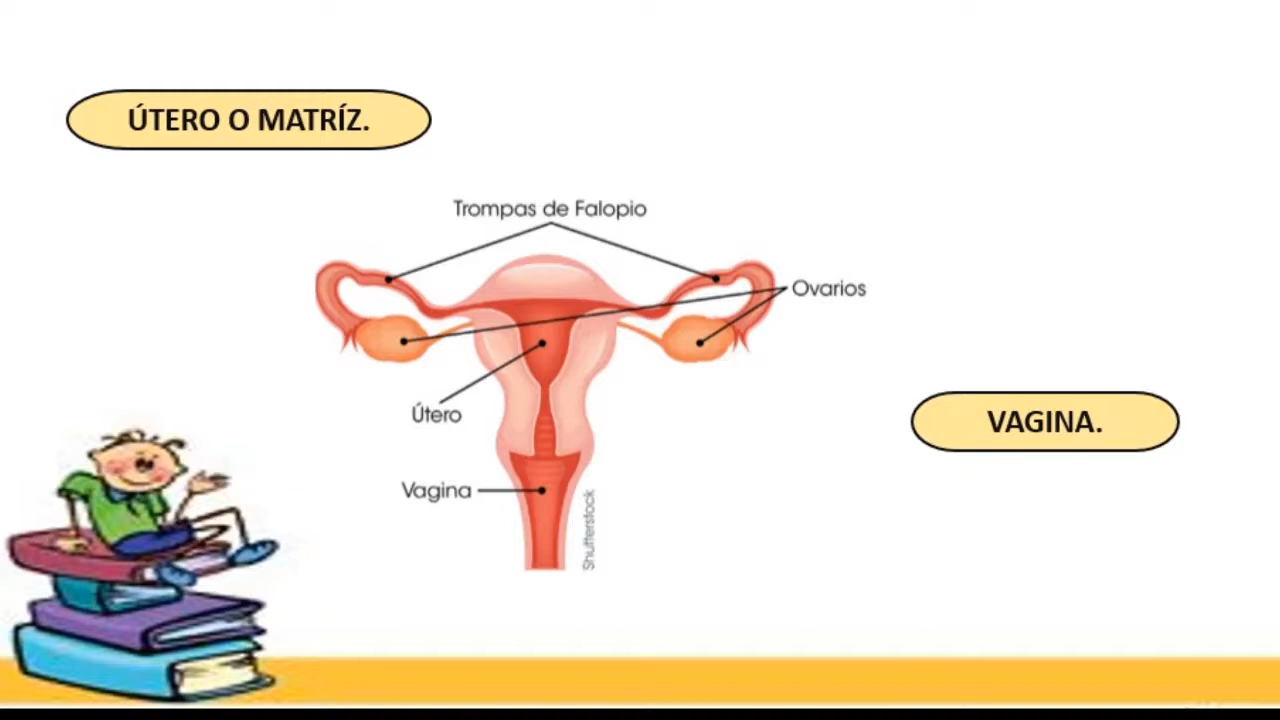 ÚTERO O MATRÍZ.
Trompas de Falopio
Ovarios
Útero
VAGINA.
Vagina
Shutterstock